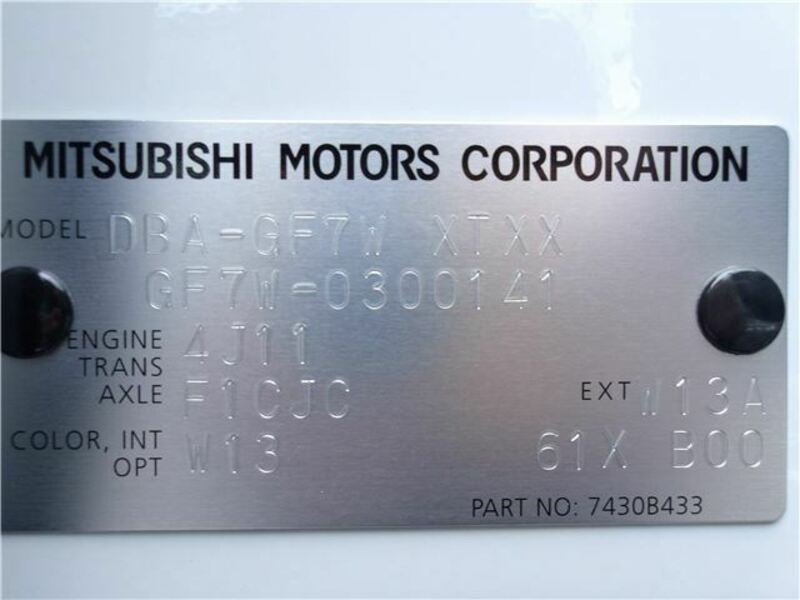 MITSUBISHI MOTORS CORPORATION
MODEL DBA-GF7W XTXX
GF7W-0300141
ENGINE 4J11
TRANS
AXLE F1CJC EXT W13A
COLOR, INT W13 61X B00
OPT
PART NO: 7430B433